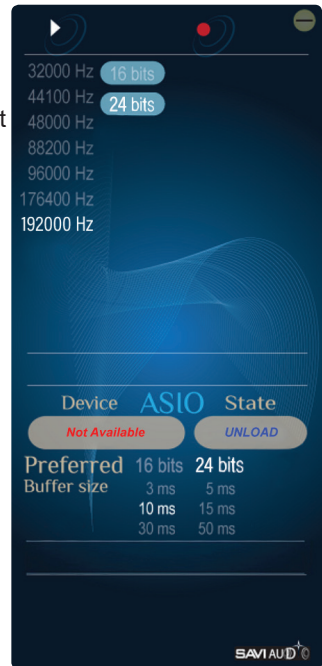 32000 Hz 16 bits
44100 Hz 24 bits
t
48000 Hz
88200 Hz
96000 Hz
176400 Hz
192000 Hz
Device ASIO State
Not Available UNLOAD
Preferred 16 bits 24 bits
Buffer size 3 ms 5 ms
10 ms 15 ms
30 ms 50 ms
SAVI AUDIO